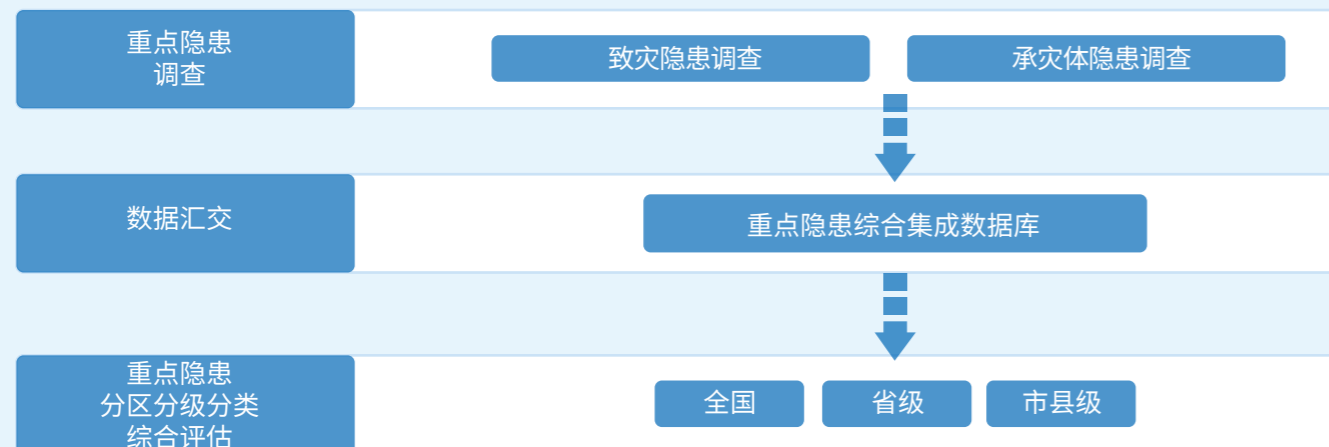 重点隐患
调查
致灾隐患调查
承灾体隐患调查
数据汇交
重点隐患综合集成数据库
重点隐患
分区分级分类
综合评估
全国
省级
市县级